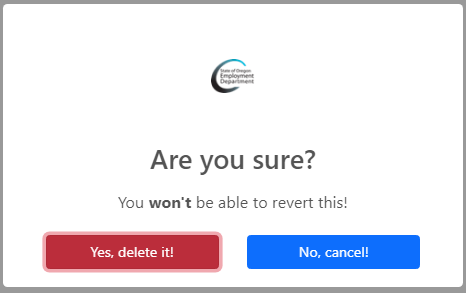 State of Oregon
Employment
Department
Are you sure?
You won't be able to revert this!
Yes, delete it!
No, cancel!